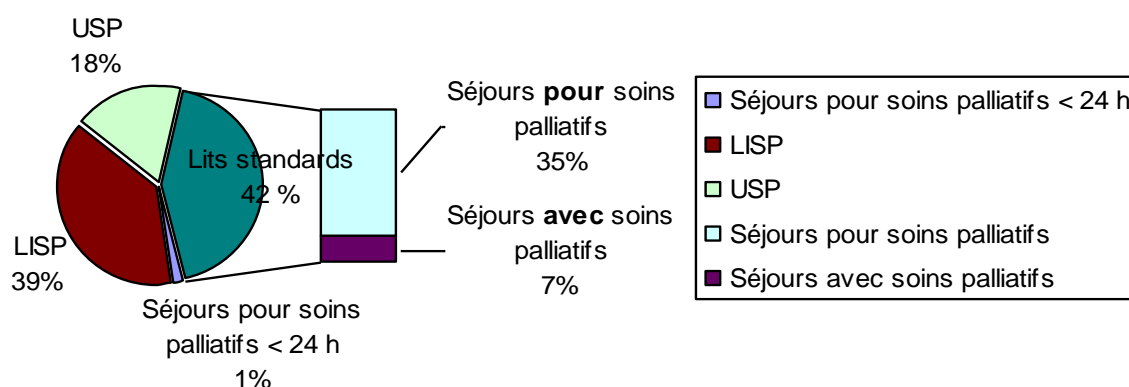 USP
18%
Lits standards
42 %
LISP
39%
Séjours pour soins
palliatifs < 24 h
1%
Séjours pour soins
palliatifs
35%
Séjours avec soins
palliatifs
7%
Séjours pour soins palliatifs < 24 h
LISP
USP
Séjours pour soins palliatifs
Séjours avec soins palliatifs